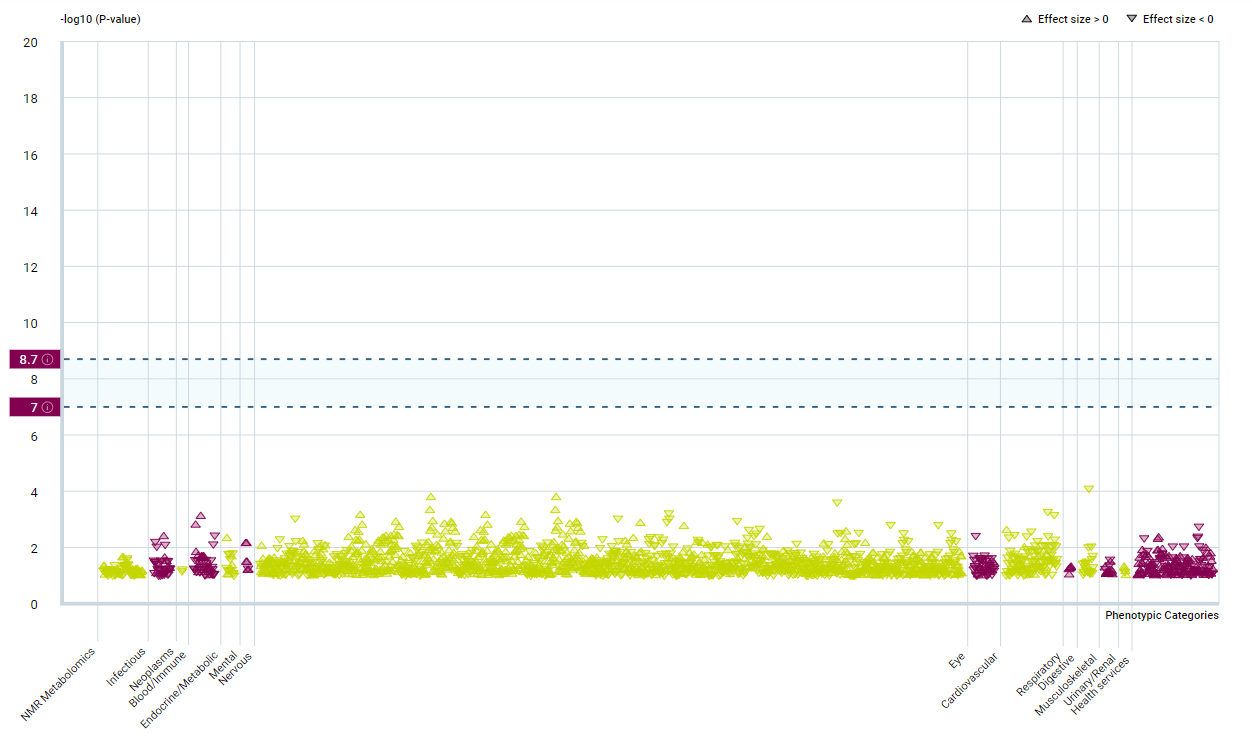 -log10 (P-value)
Effect size > 0
Effect size < 0
20
18
16
14
12
10
8.7
8
7
6
4
2
0
Phenotypic Categories
NMR Metabolomics
Infectious
Neoplasms
Blood/Immune
Endocrine/Metabolic
Mental
Nervous
Eye
Cardiovascular
Respiratory
Digestive
Musculoskeletal
Urinary/Renal
Health services